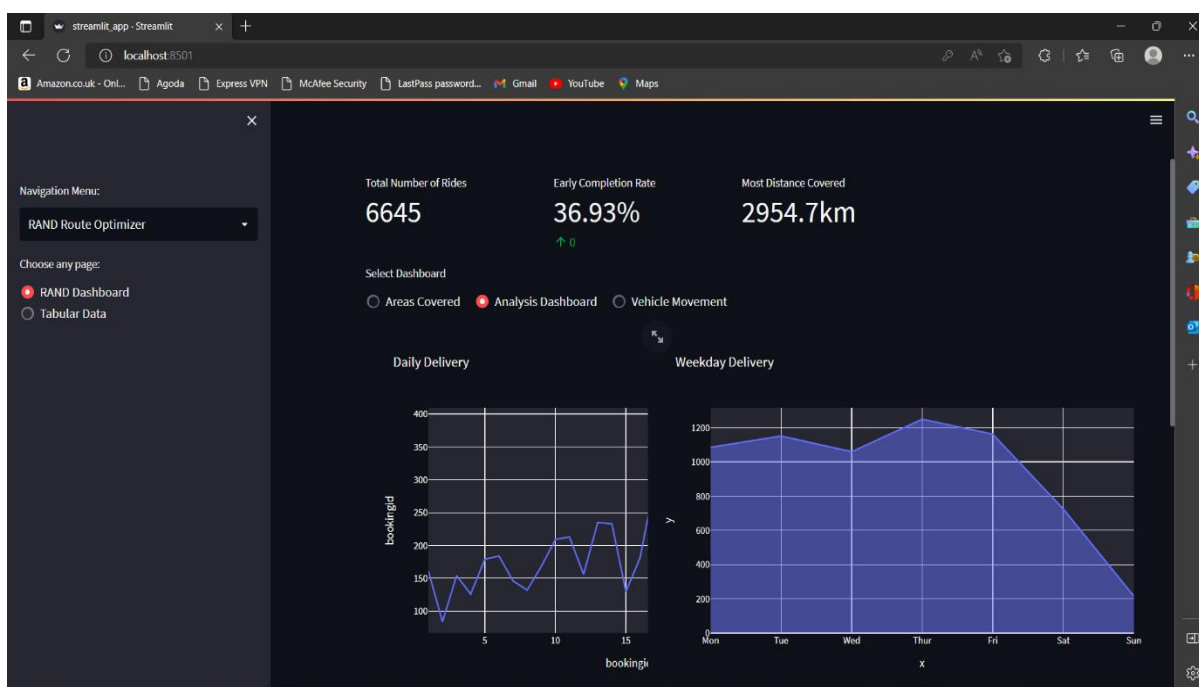 streamlit_app · Streamlit
localhost:8501
Amazon.co.uk - Onl...
Agoda
Express VPN
McAfee Security
LastPass password...
Gmail
YouTube
Maps
Navigation Menu:
RAND Route Optimizer
Choose any page:
RAND Dashboard
Tabular Data
Total Number of Rides
6645
Early Completion Rate
36.93%
↑ 0
Most Distance Covered
2954.7km
Select Dashboard
Areas Covered
Analysis Dashboard
Vehicle Movement
Daily Delivery
400
350
300
250
200
150
100
bookingid
5
10
15
Weekday Delivery
1200
1000
800
600
400
200
0
y
Mon
Tue
Wed
Thur
Fri
Sat
Sun
x